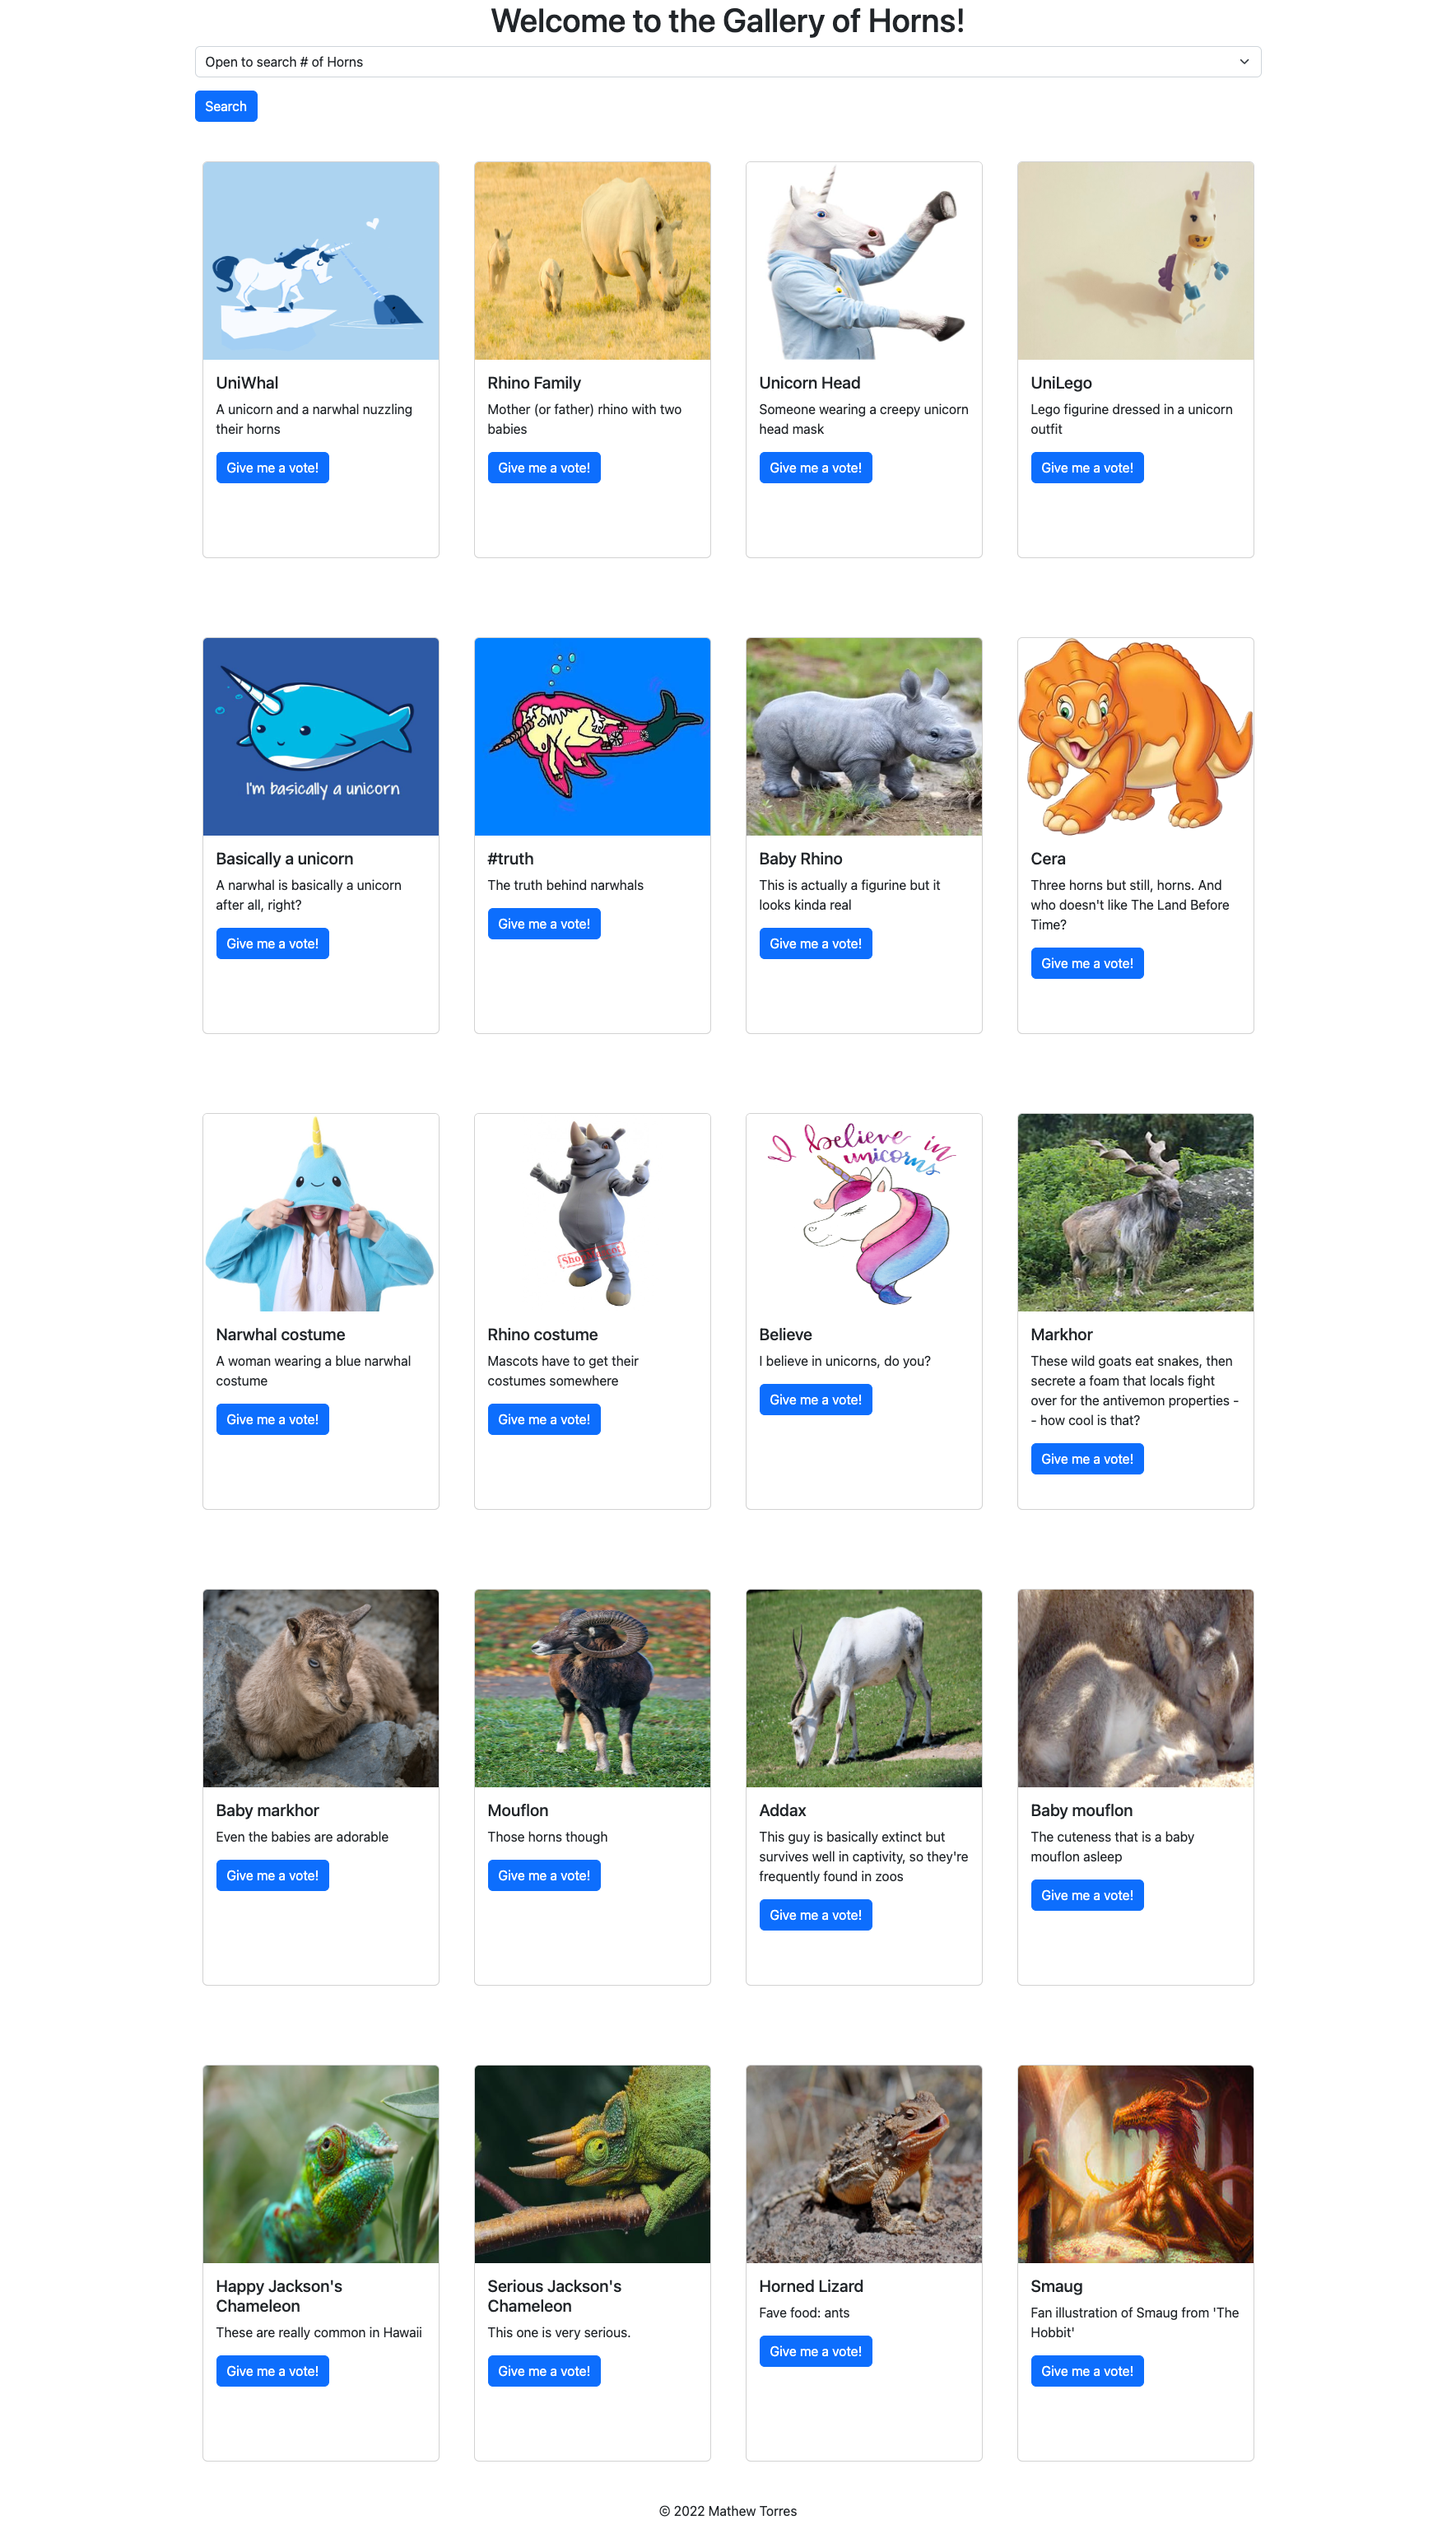 Welcome to the Gallery of Horns!
Open to search # of Horns
Search
UniWhal
A unicorn and a narwhal nuzzling
their horns
Give me a vote!
Rhino Family
Mother (or father) rhino with two
babies
Give me a vote!
Unicorn Head
Someone wearing a creepy unicorn
head mask
Give me a vote!
UniLego
Lego figurine dressed in a unicorn
outfit
Give me a vote!
I'm basically a unicorn
Basically a unicorn
A narwhal is basically a unicorn
after all, right?
Give me a vote!
#truth
The truth behind narwhals
Give me a vote!
Baby Rhino
This is actually a figurine but it
looks kinda real
Give me a vote!
Cera
Three horns but still, horns. And
who doesn't like The Land Before
Time?
Give me a vote!
Narwhal costume
A woman wearing a blue narwhal
costume
Give me a vote!
Rhino costume
Mascots have to get their
costumes somewhere
Give me a vote!
I believe in
unicorns
Believe
I believe in unicorns, do you?
Give me a vote!
Markhor
These wild goats eat snakes, then
secrete a foam that locals fight
over for the antivemon properties -
- how cool is that?
Give me a vote!
Baby markhor
Even the babies are adorable
Give me a vote!
Mouflon
Those horns though
Give me a vote!
Addax
This guy is basically extinct but
survives well in captivity, so they're
frequently found in zoos
Give me a vote!
Baby mouflon
The cuteness that is a baby
mouflon asleep
Give me a vote!
Happy Jackson's
Chameleon
These are really common in Hawaii
Give me a vote!
Serious Jackson's
Chameleon
This one is very serious.
Give me a vote!
Horned Lizard
Fave food: ants
Give me a vote!
Smaug
Fan illustration of Smaug from 'The
Hobbit'
Give me a vote!
© 2022 Mathew Torres